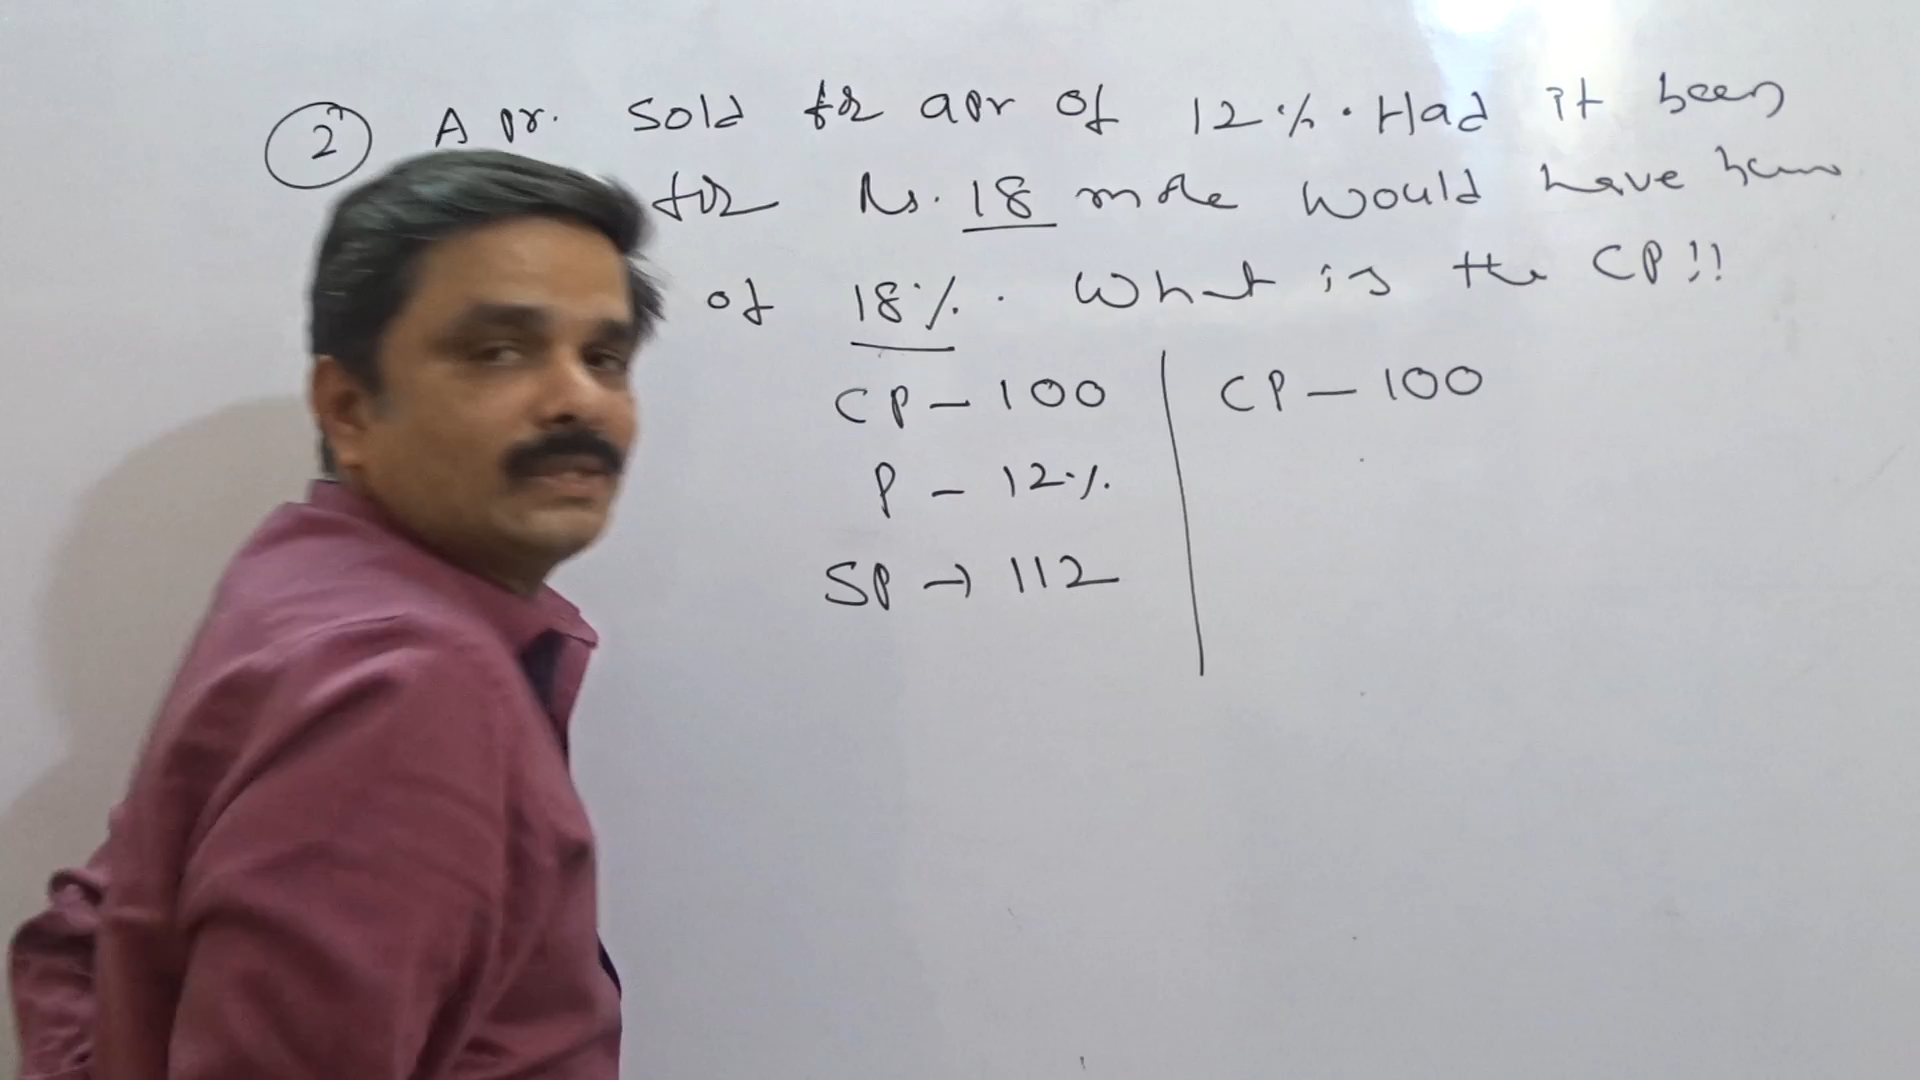 2 A pr. sold for apr of 12%. Had it been
for Rs. 18 more would have been
of 18%. What is the CP!!
CP - 100 CP - 100
P - 12%
SP → 112